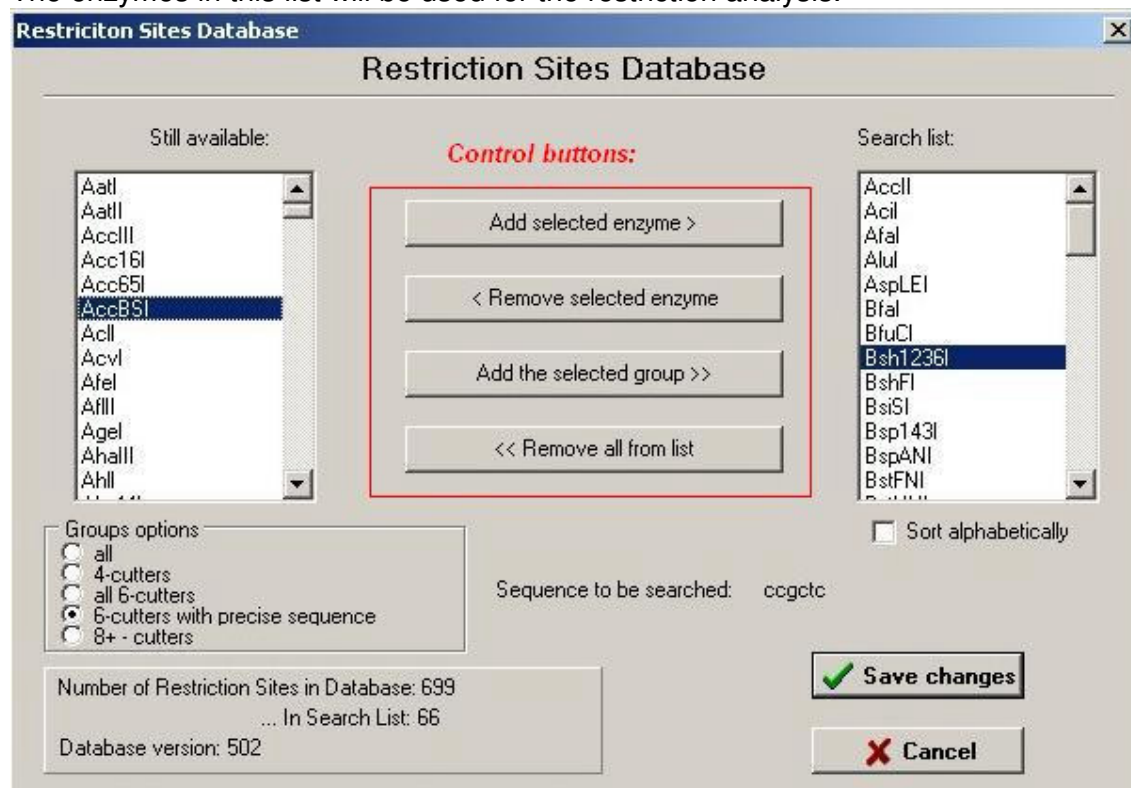 The enzymes in this list will be used for the restriction analysis.
Restriciton Sites Database
Restriction Sites Database
Still available:
AatI
AatII
AccIII
Acc16I
Acc65I
AccBSI
AclI
AcvI
AfeI
AflII
AgeI
AhaIII
AhlI
Control buttons:
Add selected enzyme >
< Remove selected enzyme
Add the selected group >>
<< Remove all from list
Search list:
AccII
AciI
AfaI
AluI
AspLEI
BfaI
BfuCI
Bsh1236I
BshFI
BsiSI
Bsp143I
BspANI
BstFNI
Sort alphabetically
Groups options
all
4-cutters
all 6-cutters
6-cutters with precise sequence
8+ - cutters
Sequence to be searched: ccgctc
Number of Restriction Sites in Database: 699
... In Search List: 66
Database version: 502
Save changes
Cancel